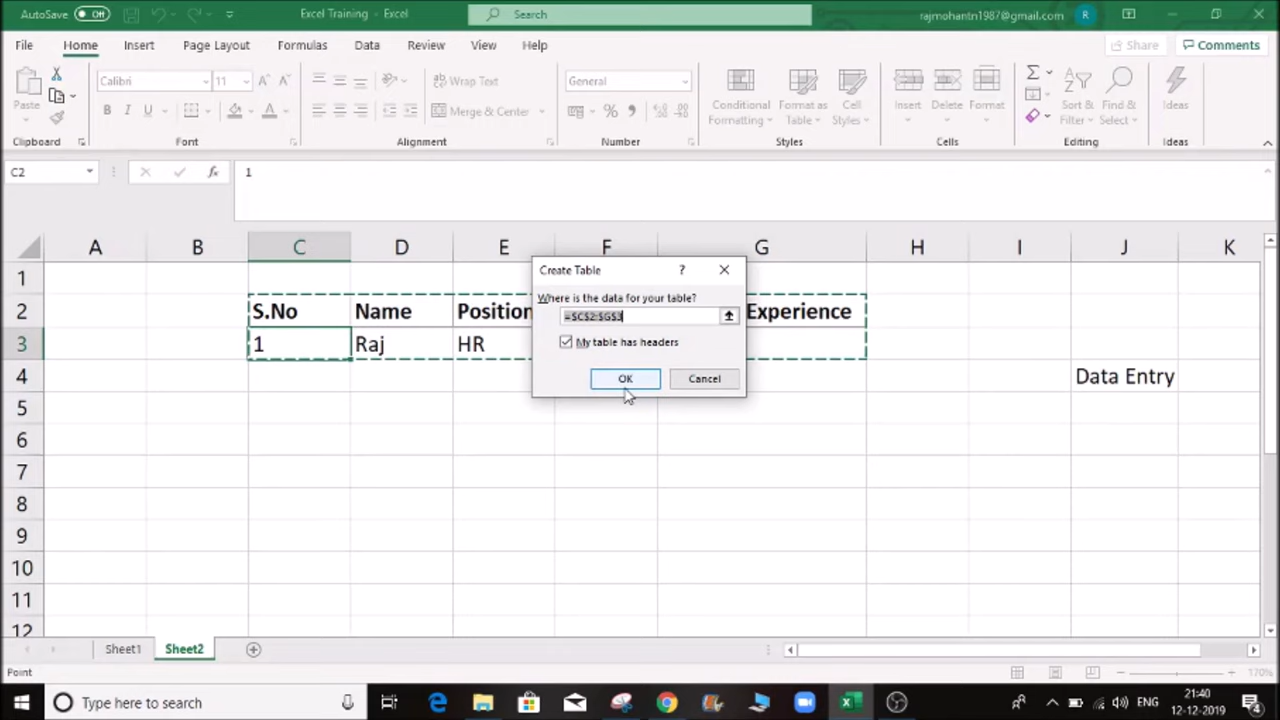 AutoSave Off
Excel Training - Excel
Search
rajmohantn1987@gmail.com
R
File
Home
Insert
Page Layout
Formulas
Data
Review
View
Help
Share
Comments
Paste
Calibri
11
B I U
Wrap Text
Merge & Center
General
Conditional
Formatting
Format as
Table
Cell
Styles
Insert
Delete
Format
Sort &
Filter
Find &
Select
Ideas
Clipboard
Font
Alignment
Number
Styles
Cells
Editing
Ideas
C2
fx
1
A B C D E F G H I J K
1
2 S.No Name Position Experience
3 1 Raj HR
4 Data Entry
5
6
7
8
9
10
11
12
Create Table
?
Where is the data for your table?
=$C$2:$G$3
My table has headers
OK
Cancel
Sheet1
Sheet2
Point
170%
Type here to search
ENG
21:40
12-12-2019
4